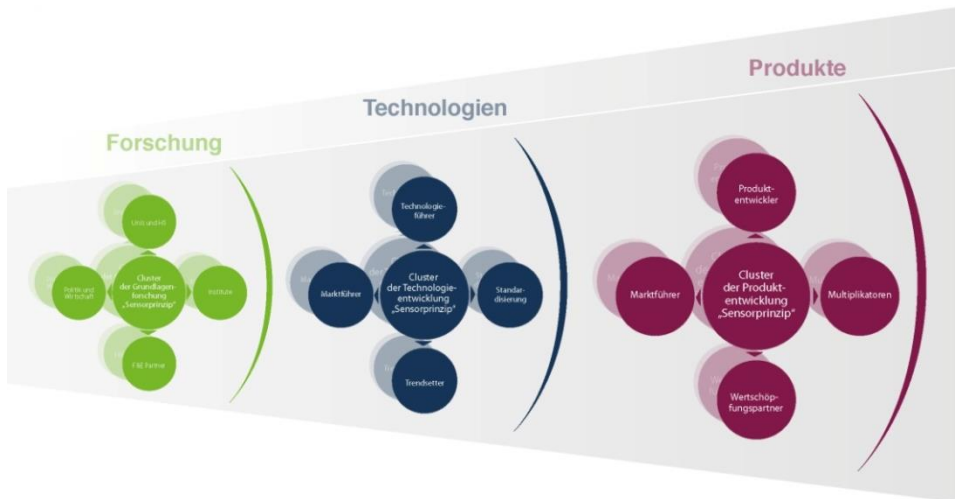 Forschung
Technologien
Produkte
Unis und HS
Politik und
Wirtschaft
Cluster
der Grundlagen-
forschung
„Sensorprinzip“
Institute
F&E Partner
Technologie-
führer
Marktführer
Cluster
der Technologie-
entwicklung
„Sensorprinzip“
Standar-
disierung
Trendsetter
Produkt-
entwickler
Marktführer
Cluster
der Produkt-
entwicklung
„Sensorprinzip“
Multiplikatoren
Wertschöp-
fungspartner